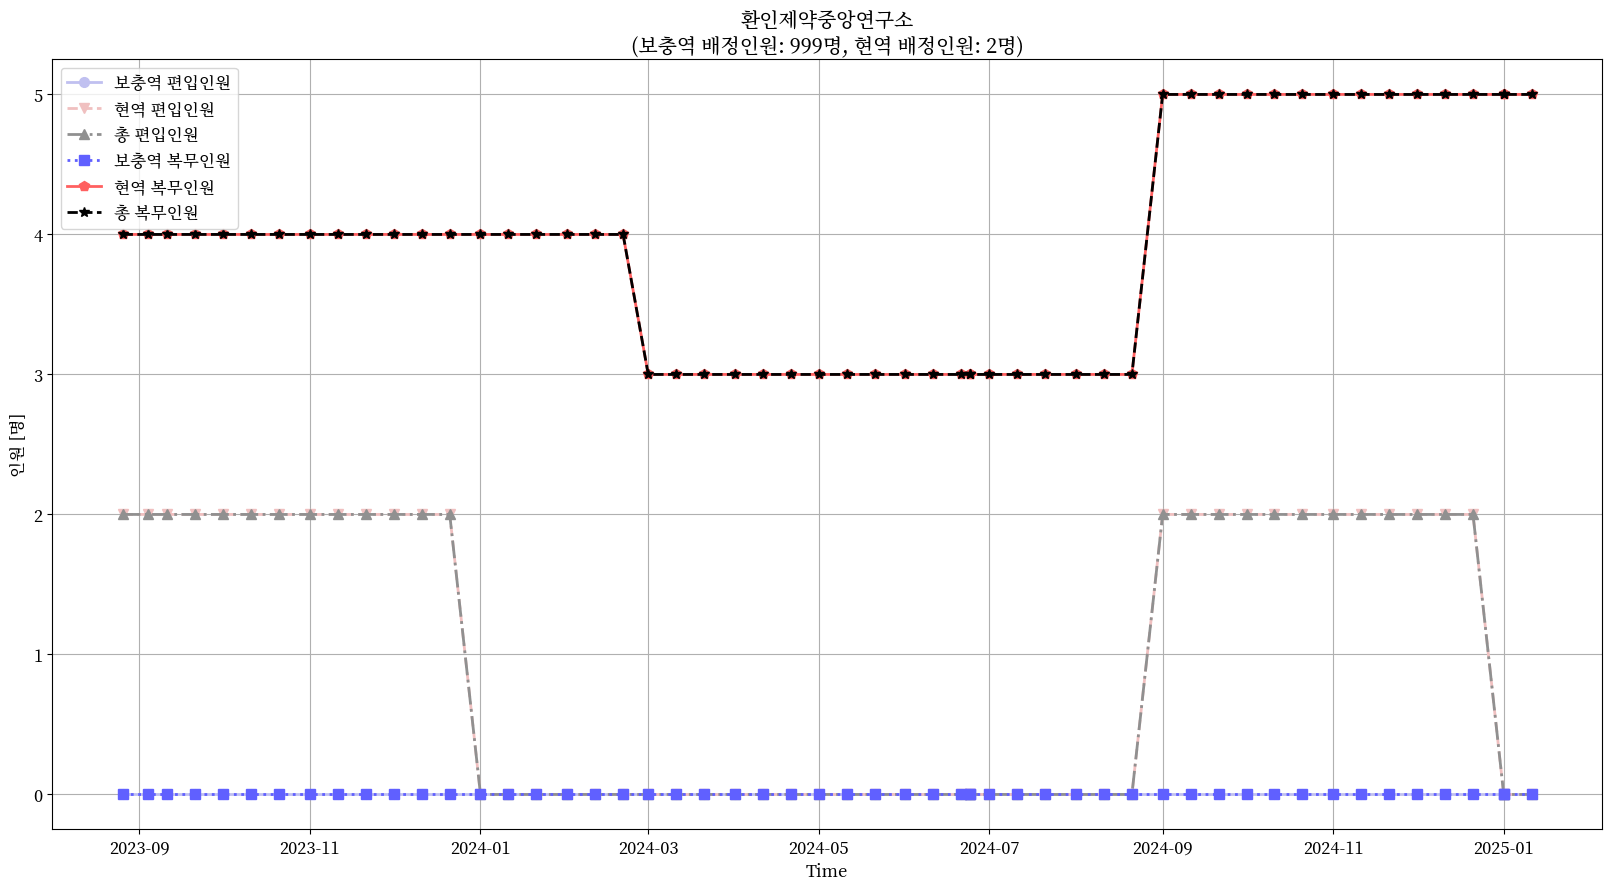 환인제약중앙연구소
(보충역 배정인원: 999명, 현역 배정인원: 2명)
보충역 편입인원
현역 편입인원
총 편입인원
보충역 복무인원
현역 복무인원
총 복무인원
인원 [명]
5
4
3
2
1
0
2023-09
2023-11
2024-01
2024-03
2024-05
2024-07
2024-09
2024-11
2025-01
Time